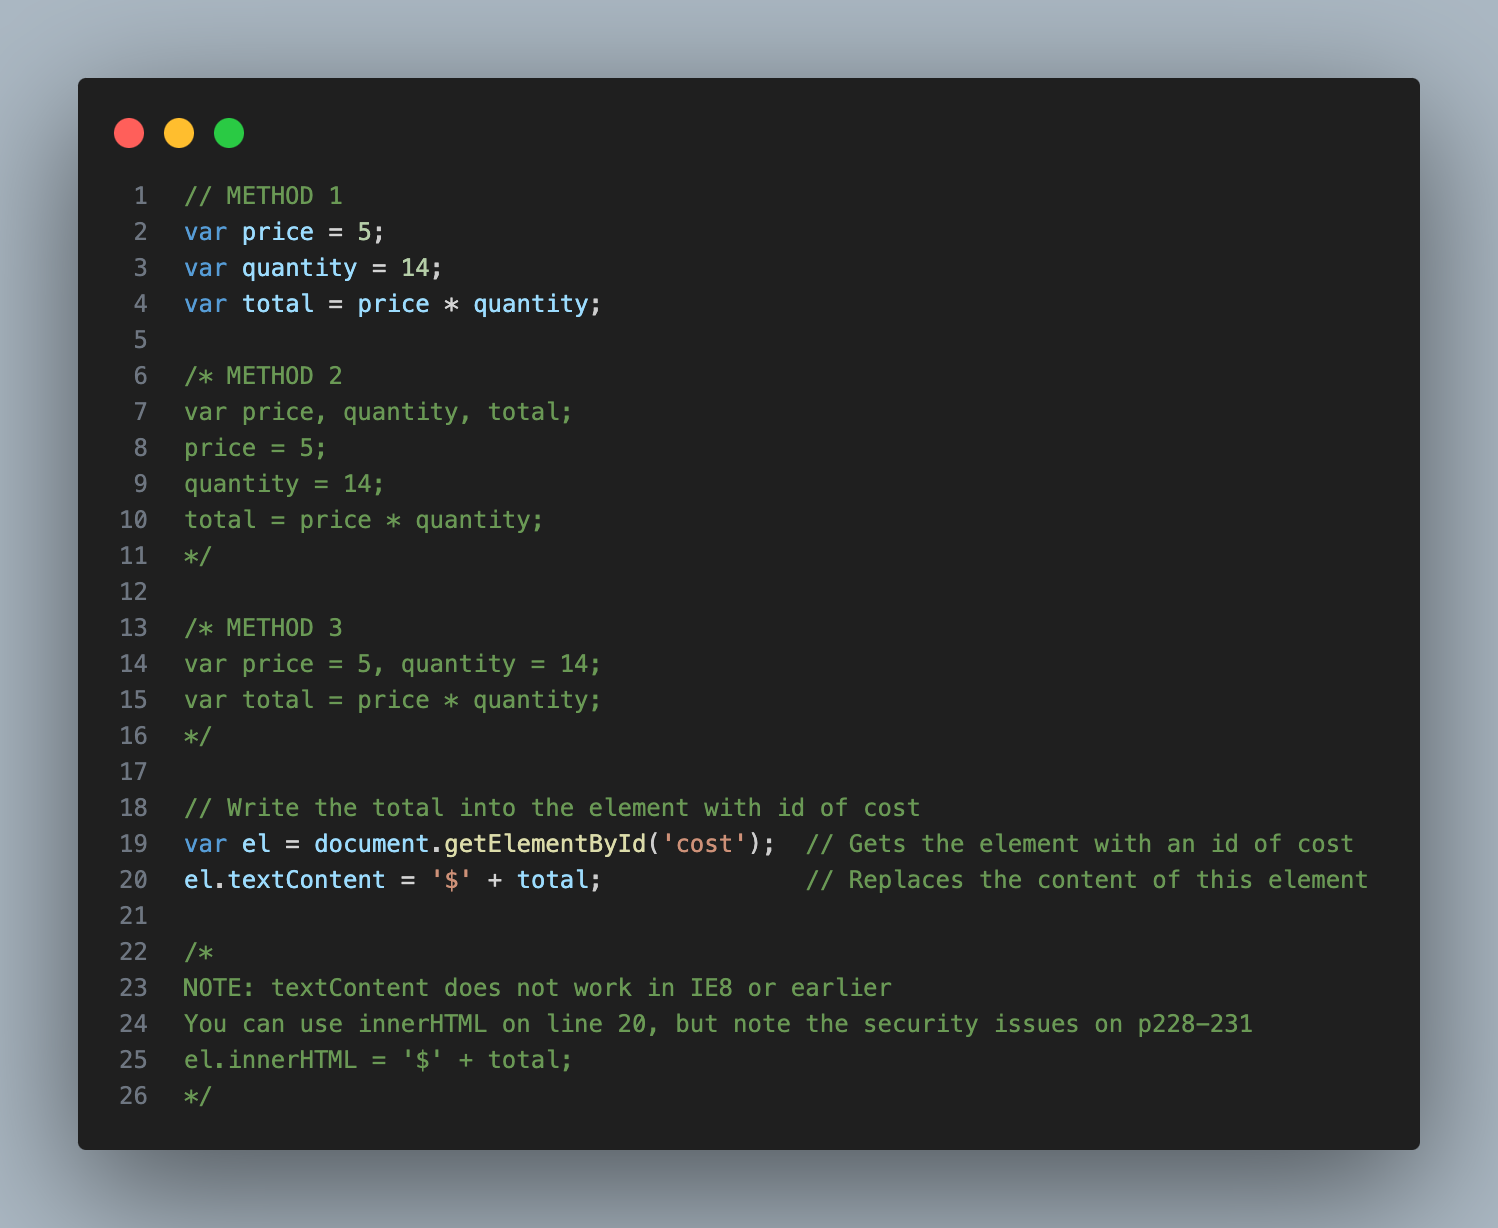 1 // METHOD 1
2 var price = 5;
3 var quantity = 14;
4 var total = price * quantity;
5
6 /* METHOD 2
7 var price, quantity, total;
8 price = 5;
9 quantity = 14;
10 total = price * quantity;
11 */
12
13 /* METHOD 3
14 var price = 5, quantity = 14;
15 var total = price * quantity;
16 */
17
18 // Write the total into the element with id of cost
19 var el = document.getElementById('cost');  // Gets the element with an id of cost
20 el.textContent = '$' + total;              // Replaces the content of this element
21
22 /*
23 NOTE: textContent does not work in IE8 or earlier
24 You can use innerHTML on line 20, but note the security issues on p228-231
25 el.innerHTML = '$' + total;
26 */